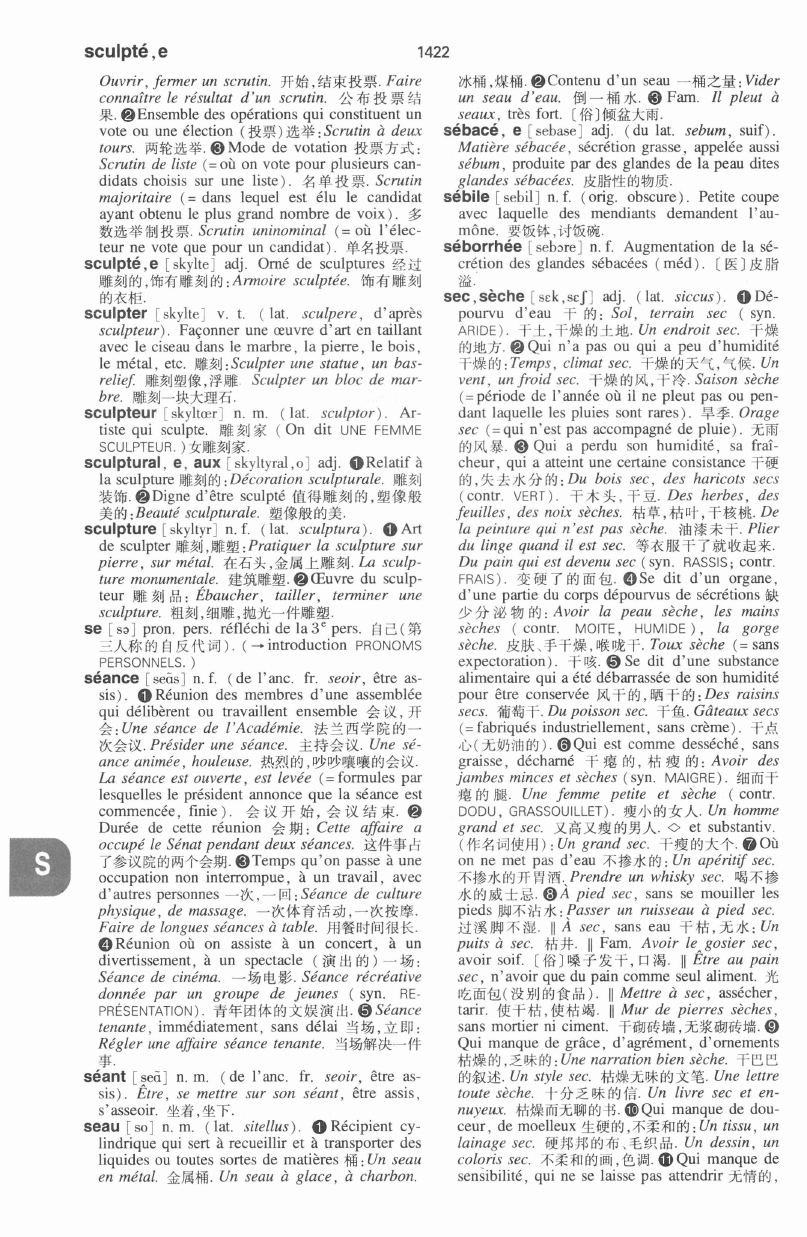 sculpté,e
1422
Ouvrir, fermer un scrutin. 开始,结束投票. Faire
connaître le résultat d'un scrutin. 公布投票结
果. ❷Ensemble des opérations qui constituent un
vote ou une élection (投票)选举:Scrutin à deux
tours. 两轮选举. ❸Mode de votation 投票方式:
Scrutin de liste (=où on vote pour plusieurs can-
didats choisis sur une liste). 名单投票. Scrutin
majoritaire (= dans lequel est élu le candidat
ayant obtenu le plus grand nombre de voix). 多
数选举制投票. Scrutin uninominal (= où l'élec-
teur ne vote que pour un candidat). 单名投票.
sculpté,e [skylte] adj. Orné de sculptures 经过
雕刻的,饰有雕刻的:Armoire sculptée. 饰有雕刻
的衣柜.
sculpter [skylte] v. t. (lat. sculpere, d'après
sculpteur). Façonner une œuvre d'art en taillant
avec le ciseau dans le marbre, la pierre, le bois,
le métal, etc. 雕刻:Sculpter une statue, un bas-
relief. 雕刻塑像,浮雕. Sculpter un bloc de mar-
bre. 雕刻一块大理石.
sculpteur [skyltœr] n. m. (lat. sculptor). Ar-
tiste qui sculpte. 雕刻家 (On dit UNE FEMME
SCULPTEUR.)女雕刻家.
sculptural, e, aux [skyltyral,o] adj. ❶Relatif à
la sculpture 雕刻的:Décoration sculpturale. 雕刻
装饰. ❷Digne d'être sculpté 值得雕刻的,塑像般
美的:Beauté sculpturale. 塑像般的美.
sculpture [skyltyr] n. f. (lat. sculptura). ❶Art
de sculpter 雕刻,雕塑:Pratiquer la sculpture sur
pierre, sur métal. 在石头,金属上雕刻. La sculp-
ture monumentale. 建筑雕塑. ❷Œuvre du sculp-
teur 雕刻品: Ébaucher, tailler, terminer une
sculpture. 粗刻,细雕,抛光一件雕塑.
se [sə] pron. pers. réfléchi de la 3e pers. 自己(第
三人称的自反代词). (→introduction PRONOMS
PERSONNELS.)
séance [seɑ̃s] n. f. (de l'anc. fr. seoir, être as-
sis). ❶Réunion des membres d'une assemblée
qui délibèrent ou travaillent ensemble 会议,开
会:Une séance de l'Académie. 法兰西学院的一
次会议. Présider une séance. 主持会议. Une sé-
ance animée, houleuse. 热烈的,吵吵嚷嚷的会议.
La séance est ouverte, est levée (=formules par
lesquelles le président annonce que la séance est
commencée, finie). 会议开始, 会议结束. ❷
Durée de cette réunion 会期: Cette affaire a
occupé le Sénat pendant deux séances. 这件事占
了参议院的两个会期. ❸Temps qu'on passe à une
occupation non interrompue, à un travail, avec
d'autres personnes 一次,一回:Séance de culture
physique, de massage. 一次体育活动,一次按摩.
Faire de longues séances à table. 用餐时间很长.
❹Réunion où on assiste à un concert, à un
divertissement, à un spectacle (演出的)一场:
Séance de cinéma. 一场电影. Séance récréative
donnée par un groupe de jeunes (syn. RE-
PRÉSENTATION). 青年团体的文娱演出. ❺Séance
tenante, immédiatement, sans délai 当场,立即:
Régler une affaire séance tenante. 当场解决一件
事.
séant [seɑ̃] n. m. (de l'anc. fr. seoir, être as-
sis). Être, se mettre sur son séant, être assis,
s'asseoir. 坐着,坐下.
seau [so] n. m. (lat. sitellus). ❶Récipient cy-
lindrique qui sert à recueillir et à transporter des
liquides ou toutes sortes de matières 桶:Un seau
en métal. 金属桶. Un seau à glace, à charbon.
冰桶,煤桶. ❷Contenu d'un seau 一桶之量:Vider
un seau d'eau. 倒一桶水. ❸ Fam. Il pleut à
seaux, très fort. 〔俗〕倾盆大雨.
sébacé, e [sebase] adj. (du lat. sebum, suif).
Matière sébacée, sécrétion grasse, appelée aussi
sébum, produite par des glandes de la peau dites
glandes sébacées. 皮脂性的物质.
sébile [sebil] n. f. (orig. obscure). Petite coupe
avec laquelle des mendiants demandent l'au-
mône. 要饭钵,讨饭碗.
séborrhée [sebɔre] n. f. Augmentation de la sé-
crétion des glandes sébacées (méd). 〔医〕皮脂
溢.
sec, sèche [sɛk,sɛʃ] adj. (lat. siccus). ❶Dé-
pourvu d'eau 干的: Sol, terrain sec (syn.
ARIDE). 干土,干燥的土地. Un endroit sec. 干燥
的地方. ❷Qui n'a pas ou qui a peu d'humidité
干燥的:Temps, climat sec. 干燥的天气,气候. Un
vent, un froid sec. 干燥的风,干冷. Saison sèche
(=période de l'année où il ne pleut pas ou pen-
dant laquelle les pluies sont rares). 旱季. Orage
sec (=qui n'est pas accompagné de pluie). 无雨
的风暴. ❸ Qui a perdu son humidité, sa fraî-
cheur, qui a atteint une certaine consistance 干硬
的,失去水分的:Du bois sec, des haricots secs
(contr. VERT). 干木头,干豆. Des herbes, des
feuilles, des noix sèches. 枯草,枯叶,干核桃. De
la peinture qui n'est pas sèche. 油漆未干. Plier
du linge quand il est sec. 等衣服干了就收起来.
Du pain qui est devenu sec (syn. RASSIS; contr.
FRAIS). 变硬了的面包. ❹Se dit d'un organe,
d'une partie du corps dépourvus de sécrétions 缺
少分泌物的: Avoir la peau sèche, les mains
sèches (contr. MOITE, HUMIDE), la gorge
sèche. 皮肤、手干燥,喉咙干. Toux sèche (= sans
expectoration). 干咳. ❺Se dit d'une substance
alimentaire qui a été débarrassée de son humidité
pour être conservée 风干的,晒干的:Des raisins
secs. 葡萄干. Du poisson sec. 干鱼. Gâteaux secs
(=fabriqués industriellement, sans crème). 干点
心(无奶油的). ❻Qui est comme desséché, sans
graisse, décharné 干瘪的,枯瘦的: Avoir des
jambes minces et sèches (syn. MAIGRE). 细而干
瘪的腿. Une femme petite et sèche (contr.
DODU, GRASSOUILLET). 瘦小的女人. Un homme
grand et sec. 又高又瘦的男人. ◇ et substantiv.
(作名词使用):Un grand sec. 干瘦的大个. ❼Où
on ne met pas d'eau 不掺水的: Un apéritif sec.
不掺水的开胃酒. Prendre un whisky sec. 喝不掺
水的威士忌. ❽À pied sec, sans se mouiller les
pieds 脚不沾水:Passer un ruisseau à pied sec.
过溪脚不湿. ‖ À sec, sans eau 干枯,无水:Un
puits à sec. 枯井. ‖ Fam. Avoir le gosier sec,
avoir soif. 〔俗〕嗓子发干,口渴. ‖ Être au pain
sec, n'avoir que du pain comme seul aliment. 光
吃面包(没别的食品). ‖ Mettre à sec, assécher,
tarir. 使干枯,使枯竭. ‖ Mur de pierres sèches,
sans mortier ni ciment. 干砌砖墙,无浆砌砖墙. ❾
Qui manque de grâce, d'agrément, d'ornements
枯燥的,乏味的:Une narration bien sèche. 干巴巴
的叙述. Un style sec. 枯燥无味的文笔. Une lettre
toute sèche. 十分乏味的信. Un livre sec et en-
nuyeux. 枯燥而无聊的书. ❿Qui manque de dou-
ceur, de moelleux 生硬的,不柔和的:Un tissu, un
lainage sec. 硬邦邦的布、毛织品. Un dessin, un
coloris sec. 不柔和的画,色调. ⓫Qui manque de
sensibilité, qui ne se laisse pas attendrir 无情的,
S